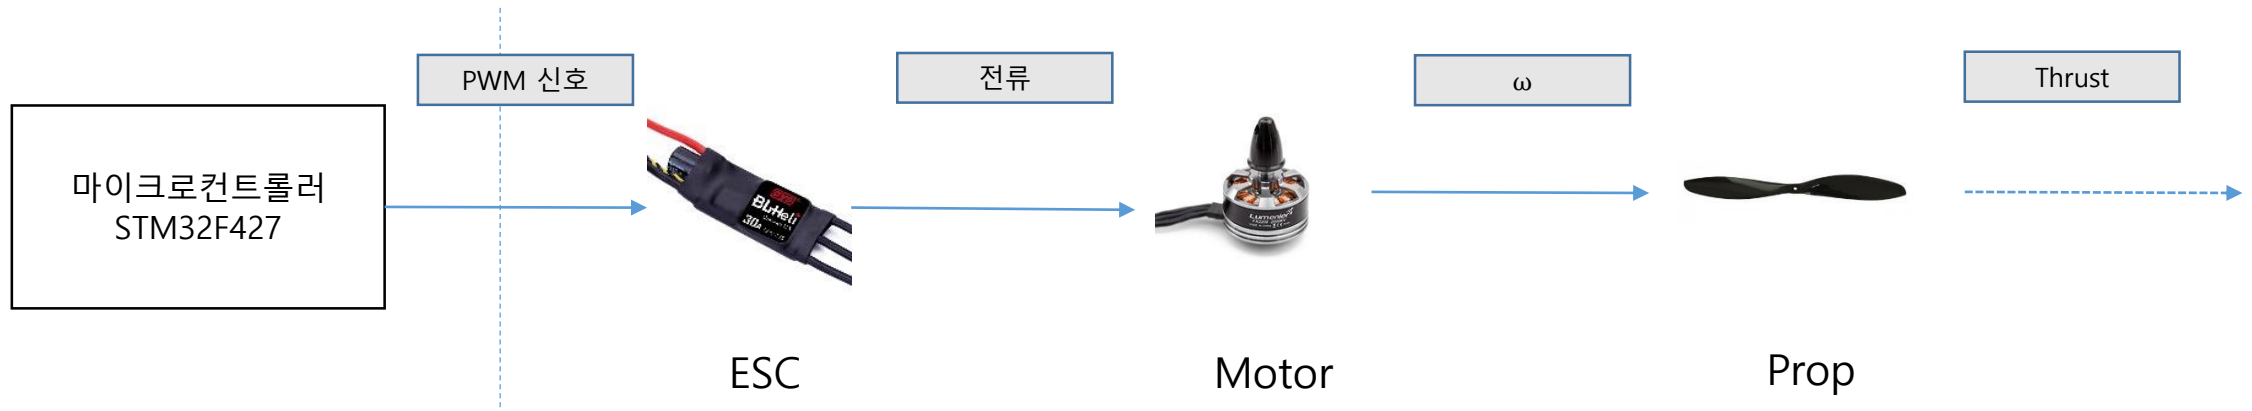 PWM 신호
전류
ω
Thrust
마이크로컨트롤러
STM32F427
BLHeli
30A
Lumenier
ESC
Motor
Prop